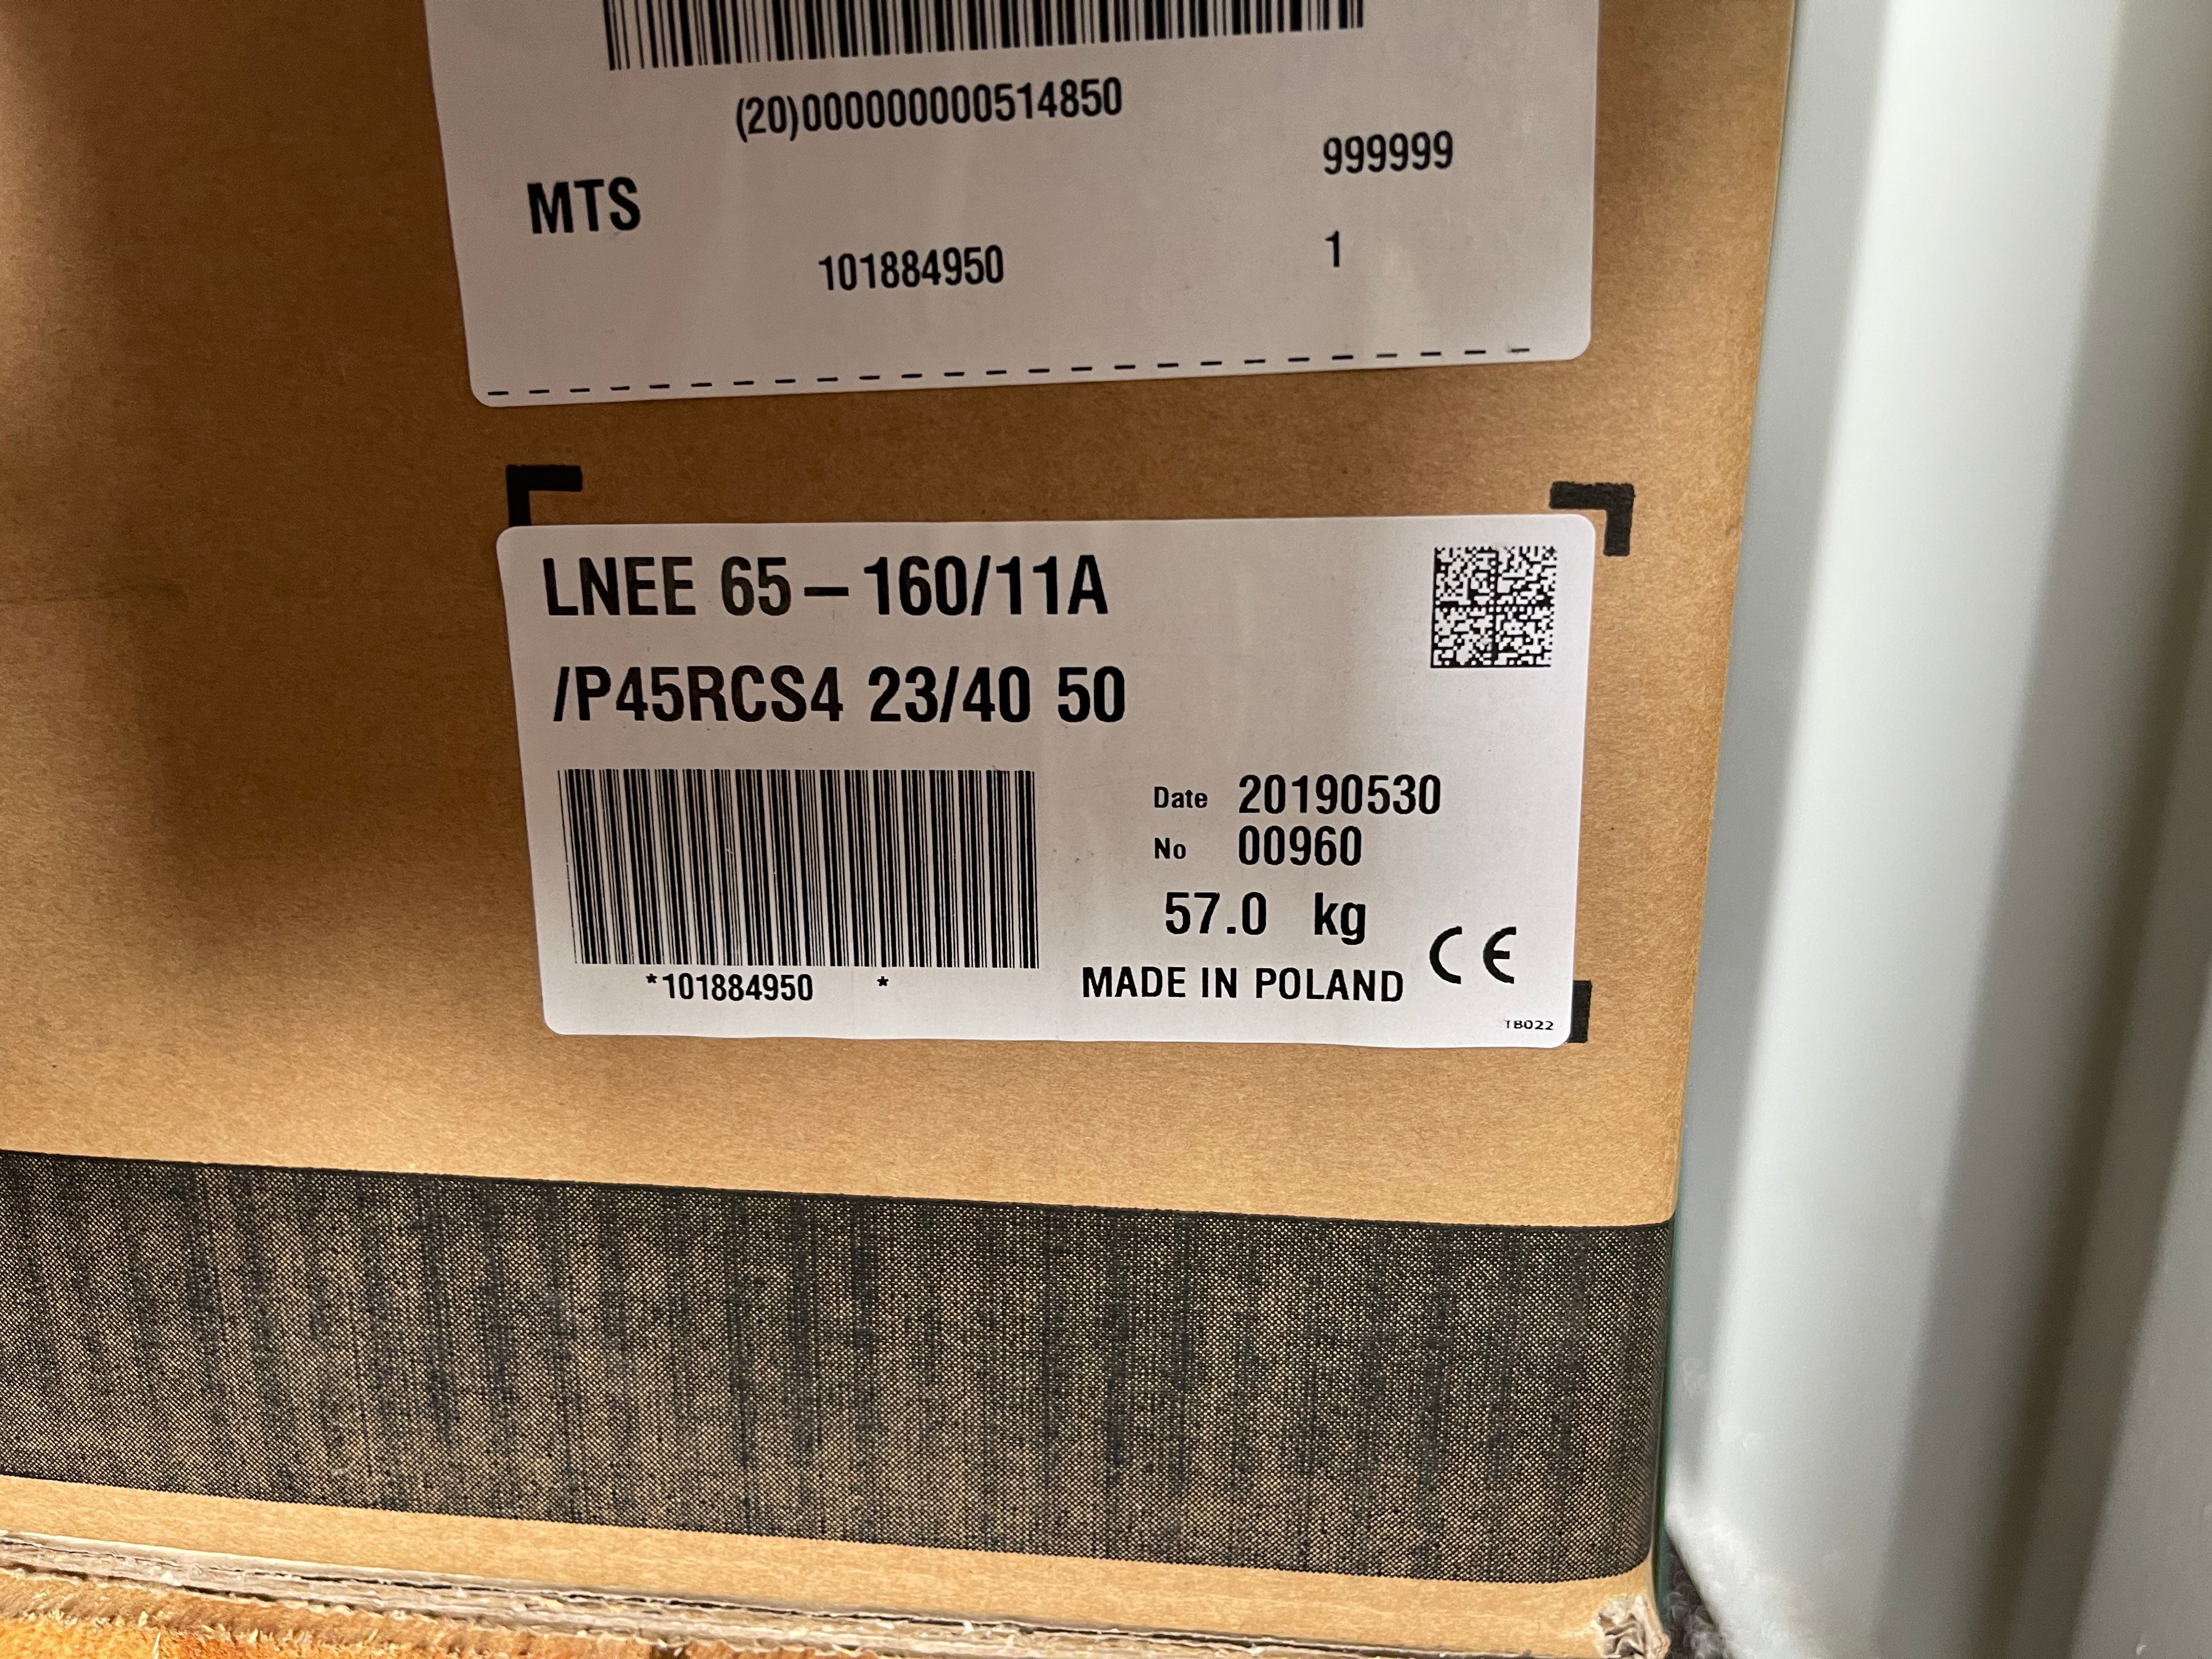 (20)000000000514850
999999
MTS
101884950 1
LNEE 65-160/11A
/P45RCS4 23/40 50
Date 20190530
No 00960
57.0 kg
*101884950 *
MADE IN POLAND CE
TB022